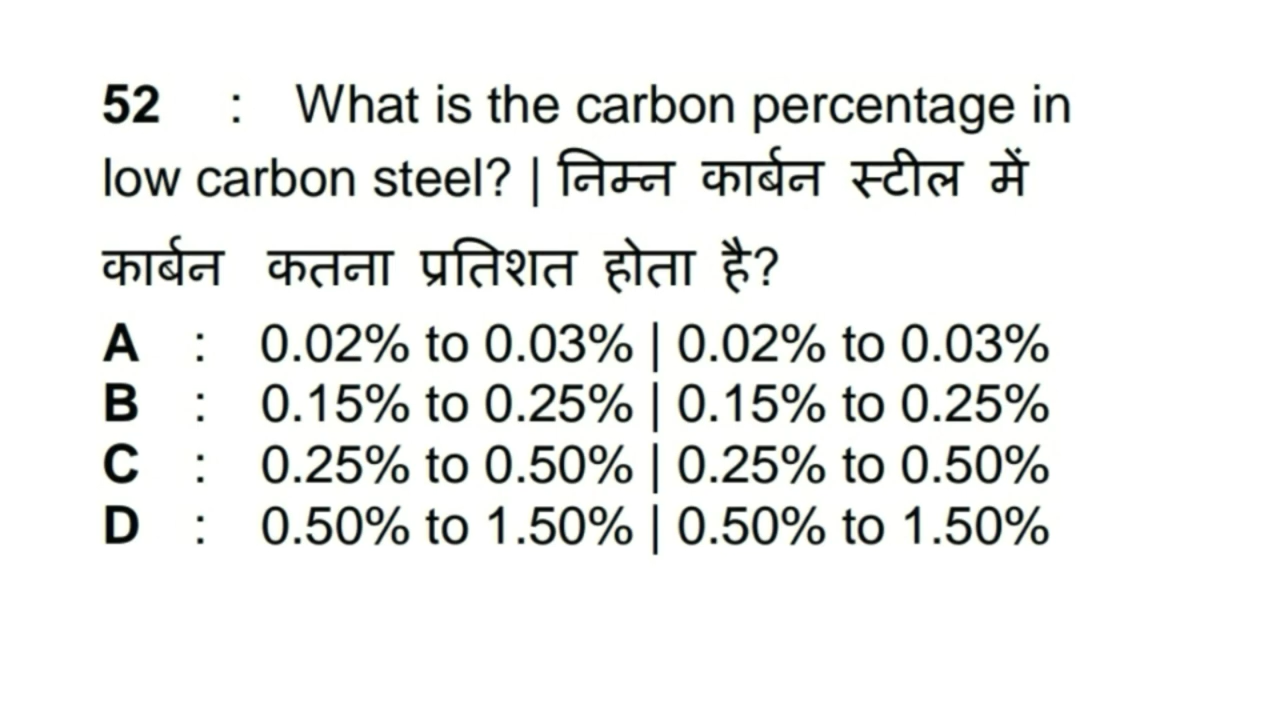 52 : What is the carbon percentage in
low carbon steel? | निम्न कार्बन स्टील में
कार्बन कतना प्रतिशत होता है?
A : 0.02% to 0.03% | 0.02% to 0.03%
B : 0.15% to 0.25% | 0.15% to 0.25%
C : 0.25% to 0.50% | 0.25% to 0.50%
D : 0.50% to 1.50% | 0.50% to 1.50%